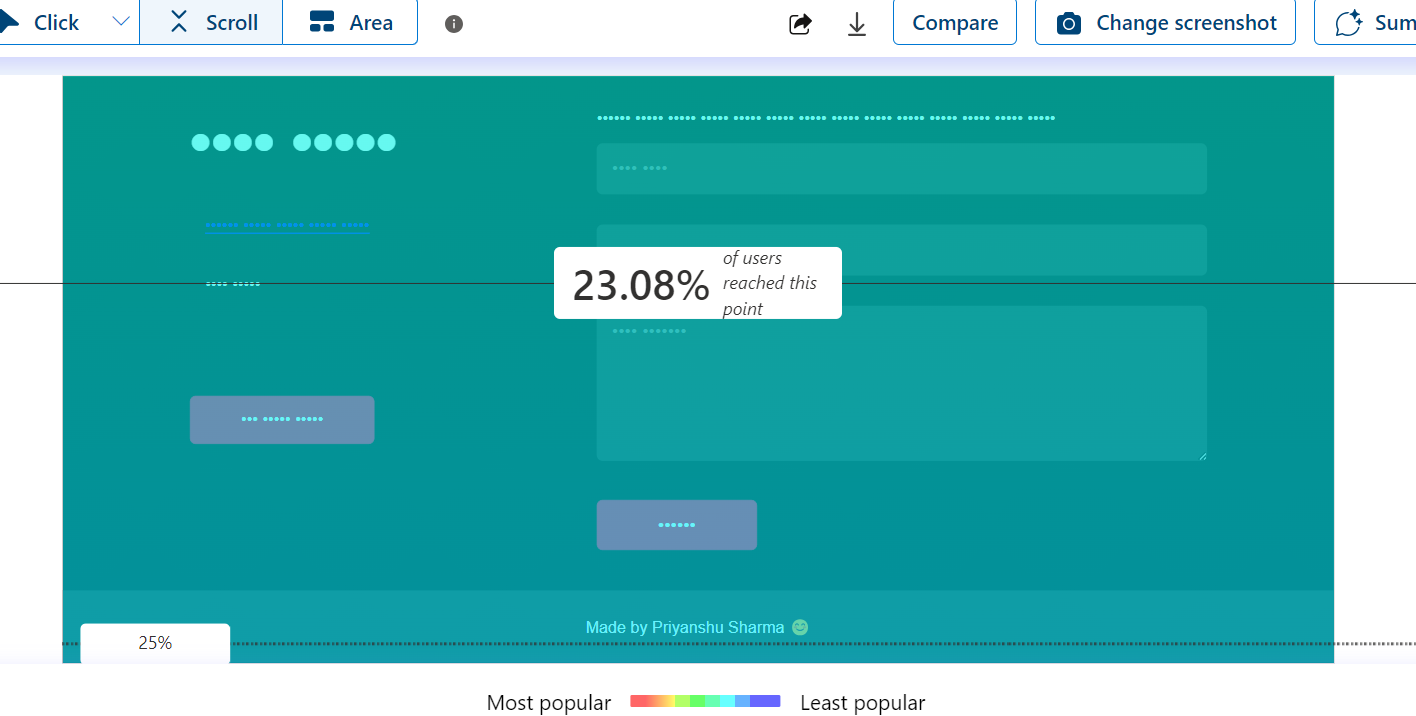 Click
Scroll
Area
Compare
Change screenshot
Sum
23.08%
of users
reached this
point
25%
Made by Priyanshu Sharma 😊
Most popular
Least popular